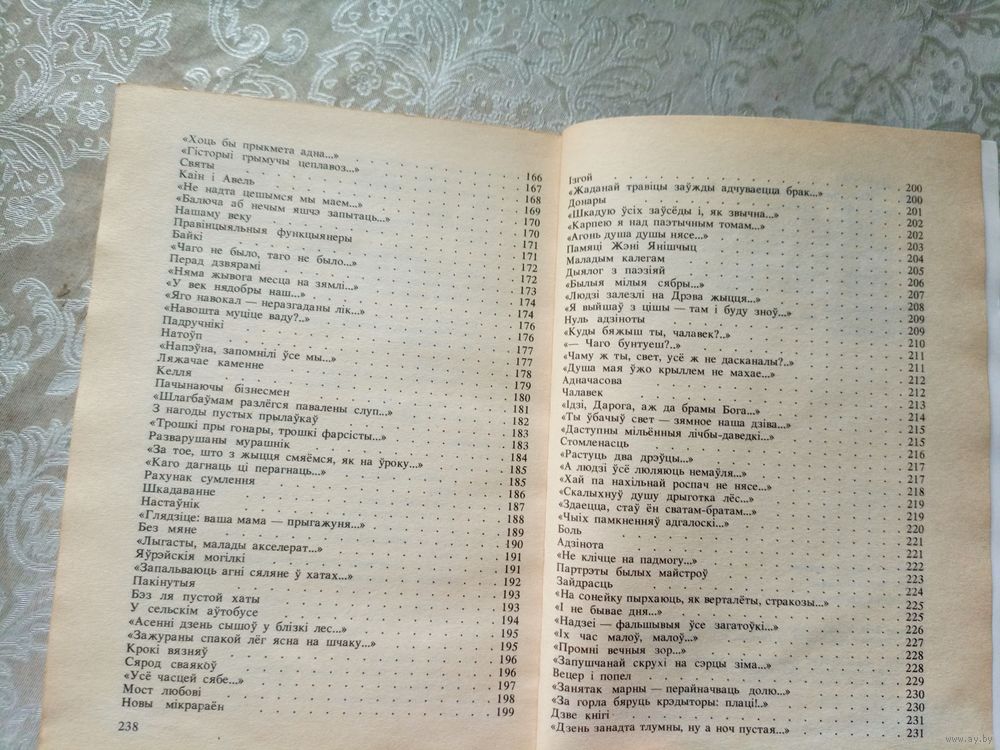 «Хоць бы прыкмета адна...» 166
«Гісторыі грымучы цеплавоз...» 167
Святы 168
Каін і Авель 169
«Не надта цешымся мы маем...» 170
«Балюча аб нечым яшчэ запытаць...» 170
Нашаму веку 171
Правінцыяльныя функцыянеры 171
Байкі 172
«Чаго не было, таго не было...» 172
Перад дзвярамі 173
«Няма жывога месца на зямлі...» 174
«У век нядобры наш...» 174
«Яго навокал — неразгаданы лік...» 176
«Навошта муціце ваду?..» 176
Падручнікі 177
Натоўп 177
«Напэўна, запомнілі ўсе мы...» 178
Ляжачае каменне 179
Келля 180
Пачынаючы бізнесмен 181
«Шлагбаўмам разлёгся павалены слуп...» 182
З нагоды пустых прылаўкаў 183
«Трошкі пры гонары, трошкі фарсісты...» 183
Разварушаны мурашнік 184
«За тое, што з жыцця смяёмся, як на ўроку...» 185
«Каго дагнаць ці перагнаць...» 185
Рахунак сумлення 186
Шкадаванне 187
Настаўнік 188
«Глядзіце: ваша мама — прыгажуня...» 189
Без мяне 190
«Лыгасты, малады акселерат...» 191
Яўрэйскія могілкі 191
«Запальваюць агні сяляне ў хатах...» 192
Пакінутыя 193
Бэз ля пустой хаты 193
У сельскім аўтобусе 194
«Асенні дзень сышоў у блізкі лес...» 195
«Зажураны спакой лёг ясна на шчаку...» 195
Крокі вязняў 196
Сярод сваякоў 196
«Усё часцей сябе...» 197
Мост любові 198
Новы мікрараён 199
238
Ізгой 200
«Жаданай травіцы заўжды адчуваецца брак...» 200
Донары 201
«Шкадую ўсіх заўсёды і, як звычна...» 202
«Карпею я над паэтычным томам...» 202
«Агонь душа душы нясе...» 203
Памяці Жэні Янішчыц 204
Маладым калегам 205
Дыялог з паэзіяй 206
«Былыя мілыя сябры...» 207
«Людзі залезлі на Дрэва жыцця...» 208
«Я выйшаў з цішы — там і буду зноў...» 209
Нуль адзіноты 209
«Куды бяжыш ты, чалавек?..» 210
«— Чаго бунтуеш?..» 211
«Чаму ж ты, свет, усё ж не дасканалы?..» 211
«Душа мая ўжо крыллем не махае...» 212
Адначасова 212
Чалавек 213
«Ідзі, Дарога, аж да брамы Бога...» 214
«Ты ўбачыў свет — зямное наша дзіва...» 215
«Даступны мільённыя лічбы-даведкі...» 215
Стомленасць 216
«Растуць два дрэўцы...» 217
«А людзі ўсё люляюць немаўля...» 217
«Хай па нахільнай роспач не нясе...» 218
«Скалыхнуў душу дрыготка лёс...» 219
«Здаецца, стаў ён сватам-братам...» 219
«Чыіх памкненняў адгалоскі...» 220
Боль 221
Адзінота 221
«Не клічце на падмогу...» 222
Партрэты былых майстроў 223
Зайдрасць 224
«На сонейку пырхаюць, як верталёты, стракозы...» 225
«І не бывае дня...» 225
«Надзеі — фальшывыя ўсе загатоўкі...» 226
«Іх час малоў, малоў...» 227
«Промні вечныя зор...» 228
«Запушчанай скрухі на сэрцы зіма...» 228
Вецер і попел 229
«Занятак марны — перайначваць долю...» 230
«За горла бяруць крэдыторы: плаці!..» 230
Дзве кнігі 231
«Дзень занадта тлумны, ну а ноч пустая...» 231
www.ay.by